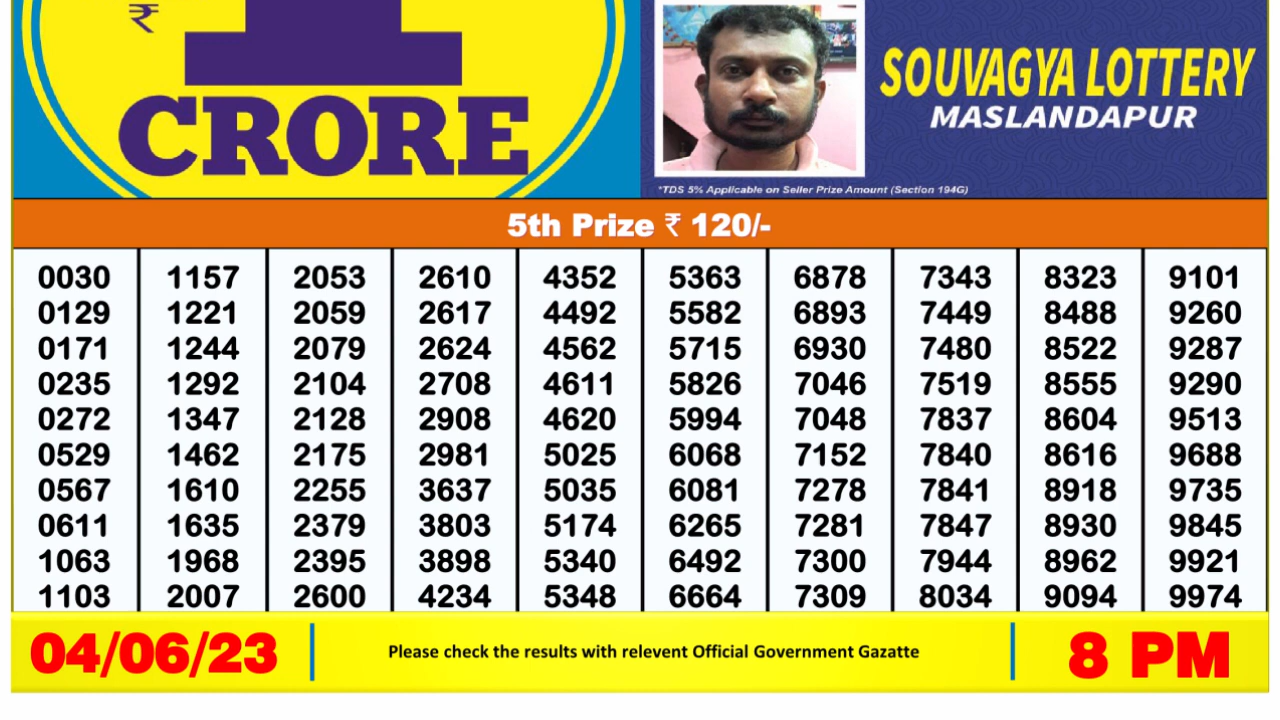 ₹
1
CRORE
SOUVAGYA LOTTERY
MASLANDAPUR
*TDS 5% Applicable on Seller Prize Amount (Section 194G)
5th Prize ₹ 120/-
0030 1157 2053 2610 4352 5363 6878 7343 8323 9101
0129 1221 2059 2617 4492 5582 6893 7449 8488 9260
0171 1244 2079 2624 4562 5715 6930 7480 8522 9287
0235 1292 2104 2708 4611 5826 7046 7519 8555 9290
0272 1347 2128 2908 4620 5994 7048 7837 8604 9513
0529 1462 2175 2981 5025 6068 7152 7840 8616 9688
0567 1610 2255 3637 5035 6081 7278 7841 8918 9735
0611 1635 2379 3803 5174 6265 7281 7847 8930 9845
1063 1968 2395 3898 5340 6492 7300 7944 8962 9921
1103 2007 2600 4234 5348 6664 7309 8034 9094 9974
04/06/23 Please check the results with relevent Official Government Gazatte 8 PM